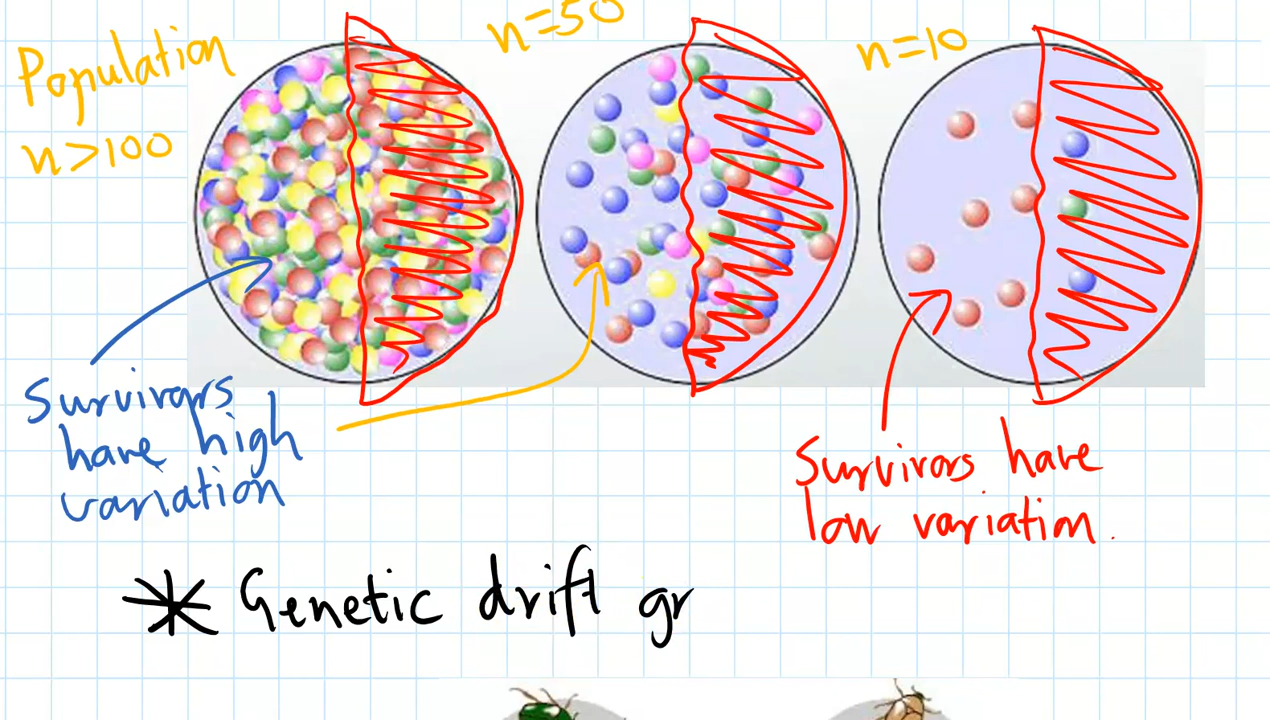 Population
n>100
n=50
n=10
Survivors
have high
variation
Survivors have
low variation.
* Genetic drift gr